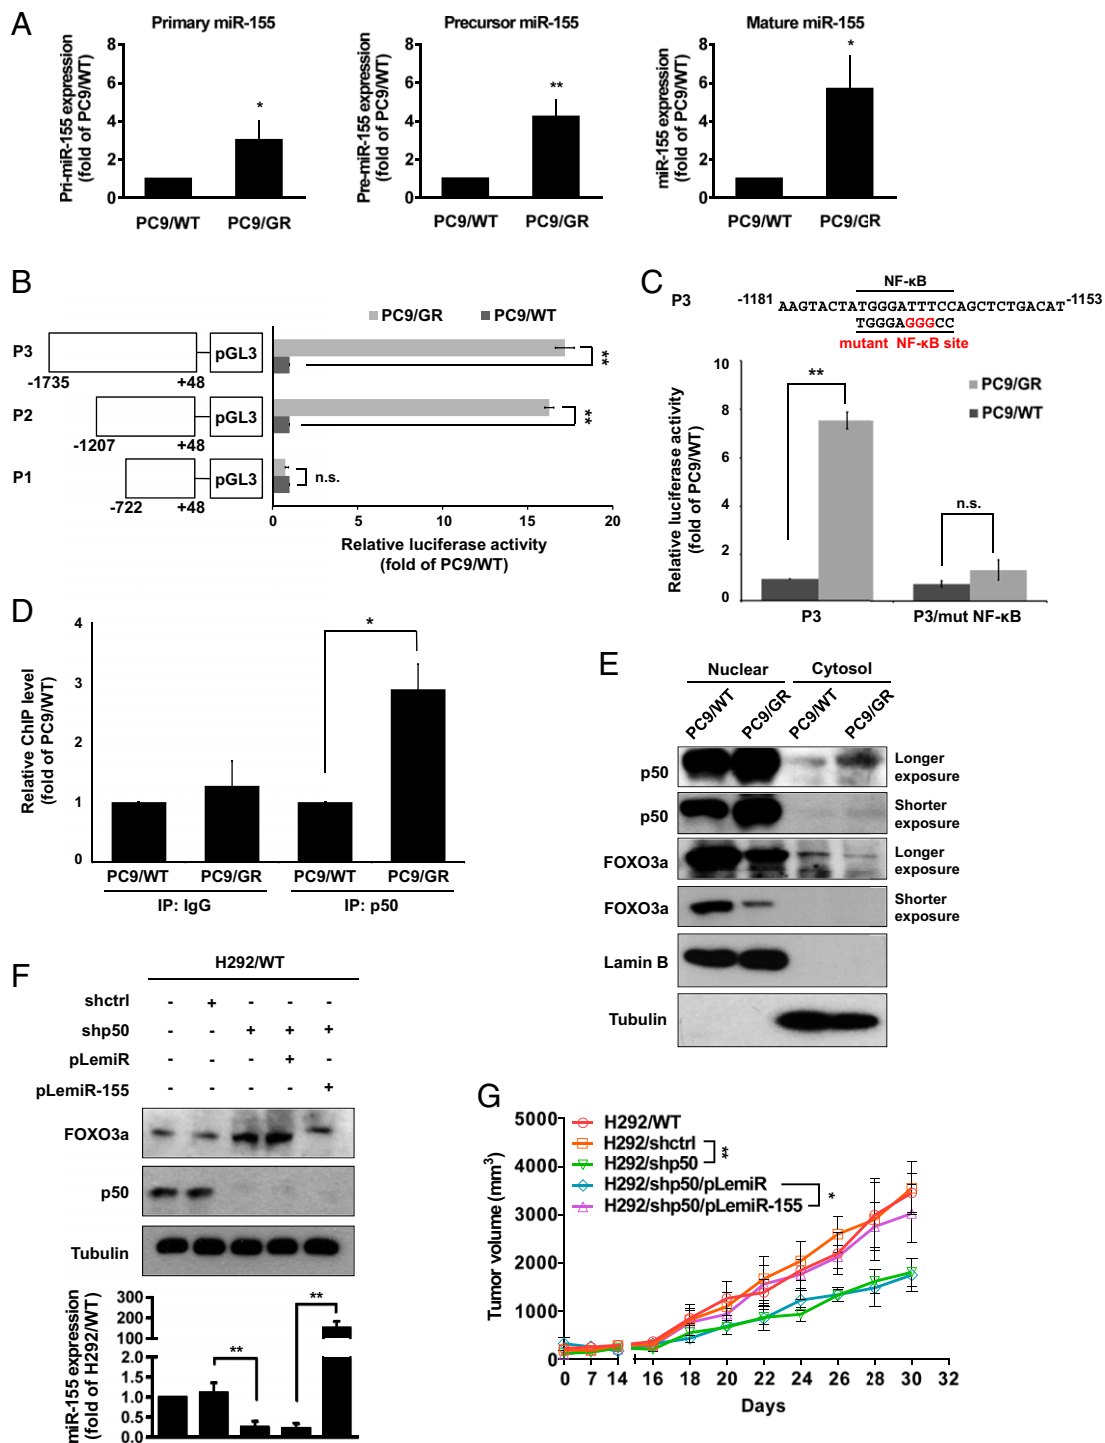 A
Primary miR-155
Pri-miR-155 expression
(fold of PC9/WT)
8
6
4
2
0
PC9/WT
PC9/GR
*
Precursor miR-155
Pre-miR-155 expression
(fold of PC9/WT)
8
6
4
2
0
PC9/WT
PC9/GR
**
Mature miR-155
miR-155 expression
(fold of PC9/WT)
8
6
4
2
0
PC9/WT
PC9/GR
*
B
PC9/GR
PC9/WT
P3
pGL3
-1735
+48
**
P2
pGL3
-1207
+48
**
P1
pGL3
-722
+48
n.s.
0
5
10
15
20
Relative luciferase activity
(fold of PC9/WT)
C
NF-κB
P3
-1181 AAGTACTATGGGATTTCCAGCTCTGACAT -1153
TGGGAGGGCC
mutant NF-κB site
Relative luciferase activity
(fold of PC9/WT)
10
8
6
4
2
0
**
PC9/GR
PC9/WT
n.s.
P3
P3/mut NF-κB
D
Relative ChIP level
(fold of PC9/WT)
4
3
2
1
0
*
PC9/WT
PC9/GR
PC9/WT
PC9/GR
IP: IgG
IP: p50
E
Nuclear
Cytosol
PC9/WT
PC9/GR
PC9/WT
PC9/GR
p50
Longer
exposure
p50
Shorter
exposure
FOXO3a
Longer
exposure
FOXO3a
Shorter
exposure
Lamin B
Tubulin
F
H292/WT
shctrl - + - - -
shp50 - - + + +
pLemiR - - - + -
pLemiR-155 - - - - +
FOXO3a
p50
Tubulin
miR-155 expression
(fold of H292/WT)
300
200
100
2.0
1.5
1.0
0.5
0.0
**
**
G
Tumor volume (mm3)
5000
4000
3000
2000
1000
0
H292/WT
H292/shctrl
H292/shp50
H292/shp50/pLemiR
H292/shp50/pLemiR-155
**
*
0 7 14 16 18 20 22 24 26 28 30 32
Days